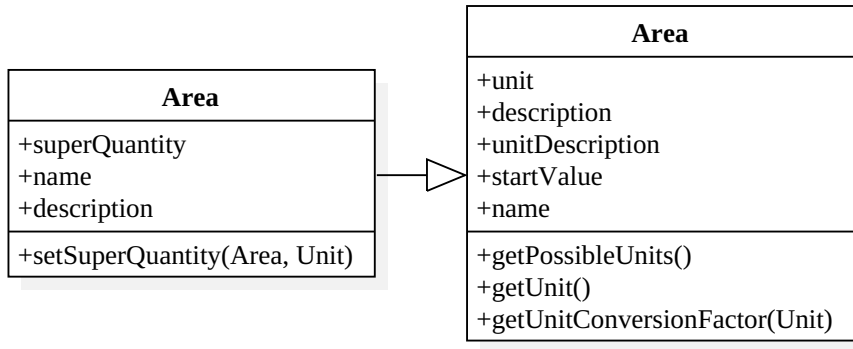 Area
+superQuantity
+name
+description
+setSuperQuantity(Area, Unit)
Area
+unit
+description
+unitDescription
+startValue
+name
+getPossibleUnits()
+getUnit()
+getUnitConversionFactor(Unit)